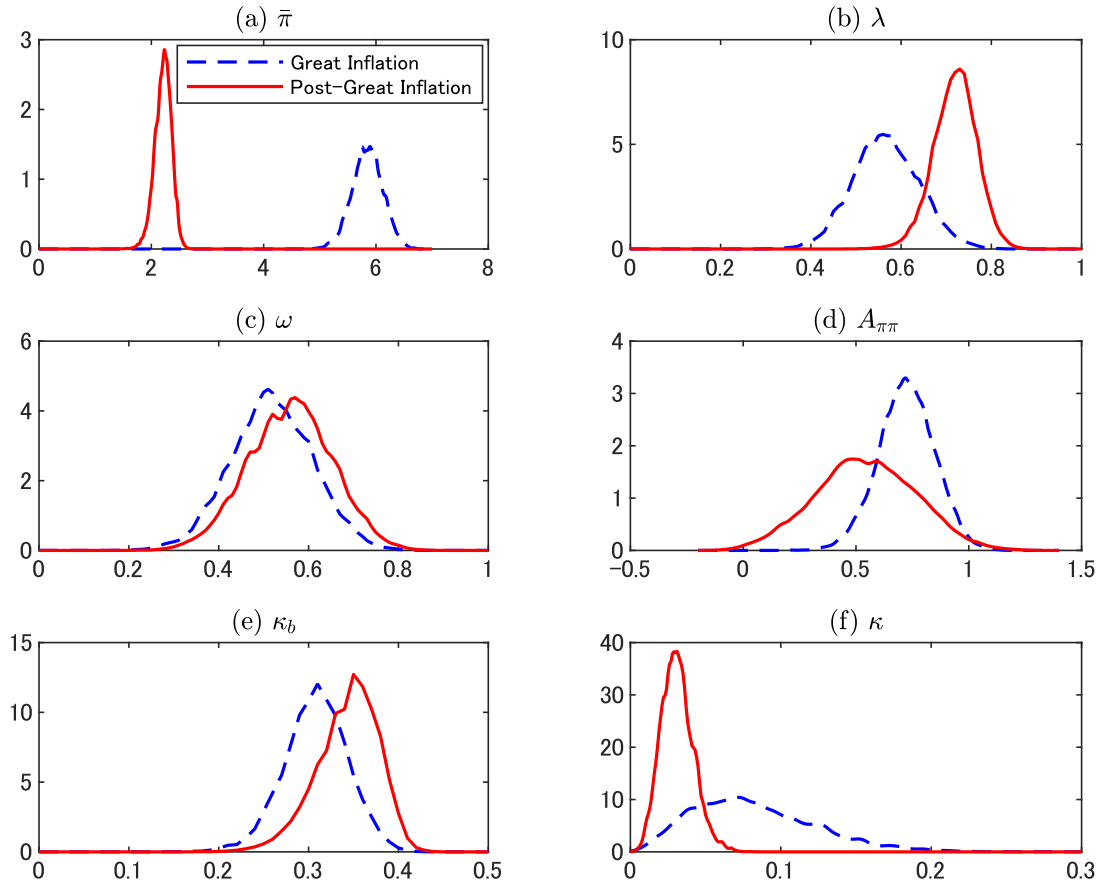 (a) π̄
(b) λ
3
2
1
0
0 2 4 6 8
Great Inflation
Post-Great Inflation
10
5
0
0 0.2 0.4 0.6 0.8 1
(c) ω
(d) A_ππ
6
4
2
0
0 0.2 0.4 0.6 0.8 1
4
3
2
1
0
-0.5 0 0.5 1 1.5
(e) κ_b
(f) κ
15
10
5
0
0 0.1 0.2 0.3 0.4 0.5
40
30
20
10
0
0 0.1 0.2 0.3